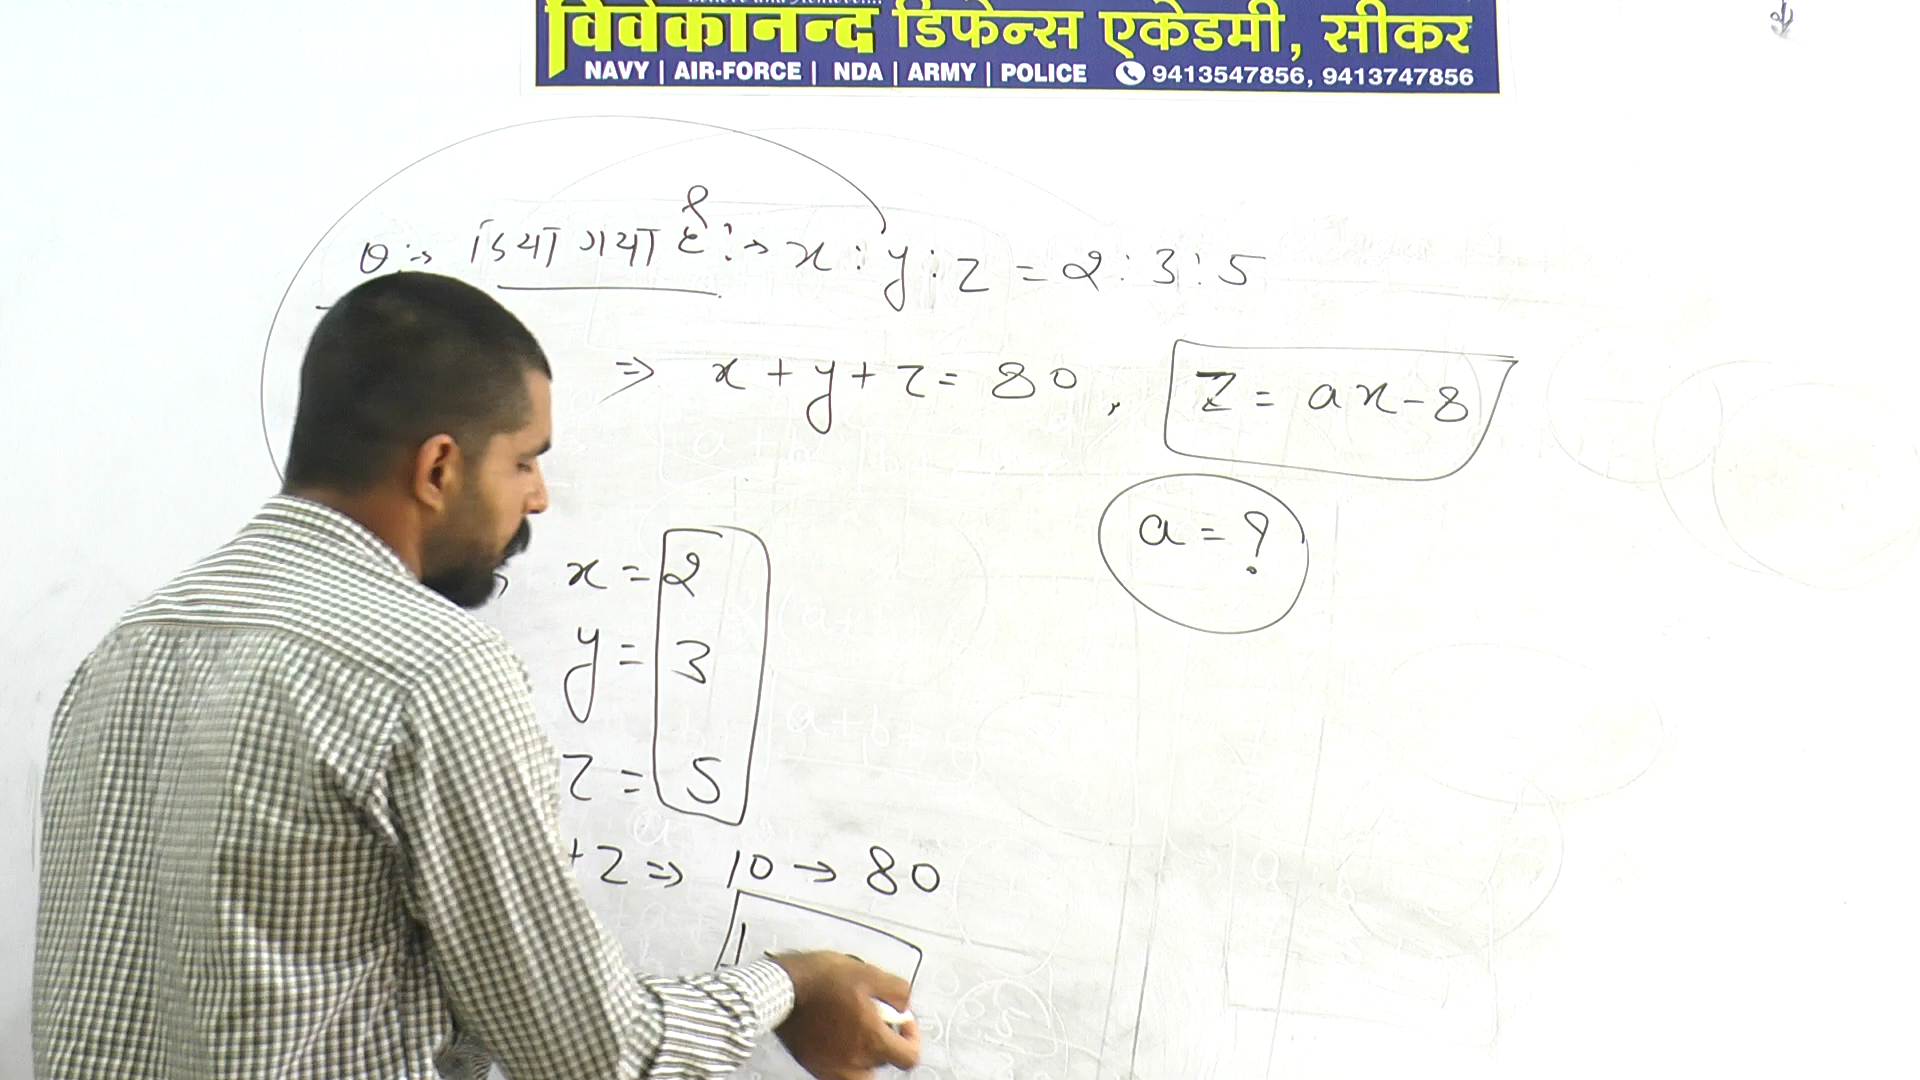 विवेकानन्द डिफेन्स एकेडमी, सीकर
NAVY | AIR-FORCE | NDA | ARMY | POLICE 9413547856, 9413747856
Q:→ दिया गया है:→ x : y : z = 2 : 3 : 5
⇒ x + y + z = 80, z = ax - 8
a = ?
x = 2
y = 3
z = 5
+ z ⇒ 10 → 80
1